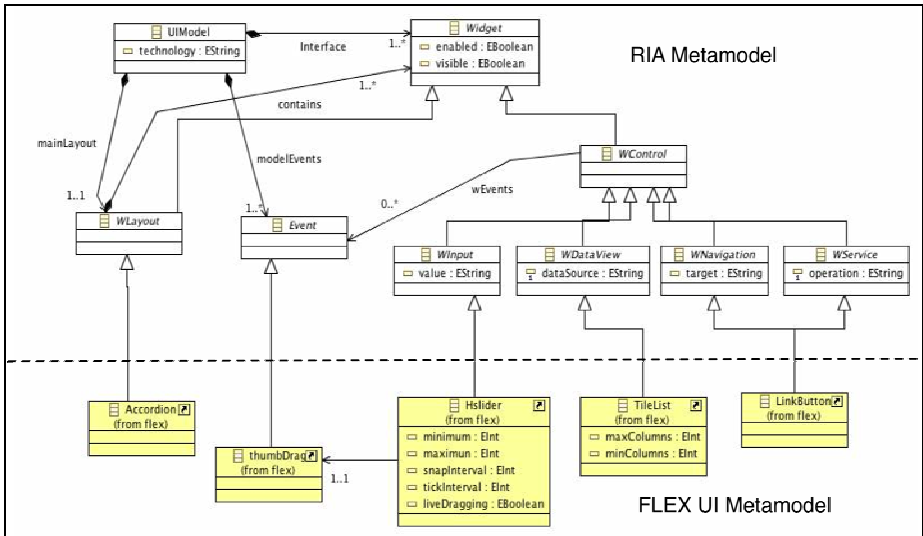 UIModel
technology : EString
Interface
1..*
Widget
enabled : EBoolean
visible : EBoolean
RIA Metamodel
1..*
contains
mainLayout
modelEvents
WControl
wEvents
1..1
0..*
1..*
WLayout
Event
WInput
value : EString
WDataView
dataSource : EString
WNavigation
target : EString
WService
operation : EString
Accordion
(from flex)
thumbDrag
(from flex)
1..1
Hslider
(from flex)
minimum : EInt
maximun : EInt
snapInterval : EInt
tickInterval : EInt
liveDragging : EBoolean
TileList
(from flex)
maxColumns : EInt
minColumns : EInt
LinkButton
(from flex)
FLEX UI Metamodel